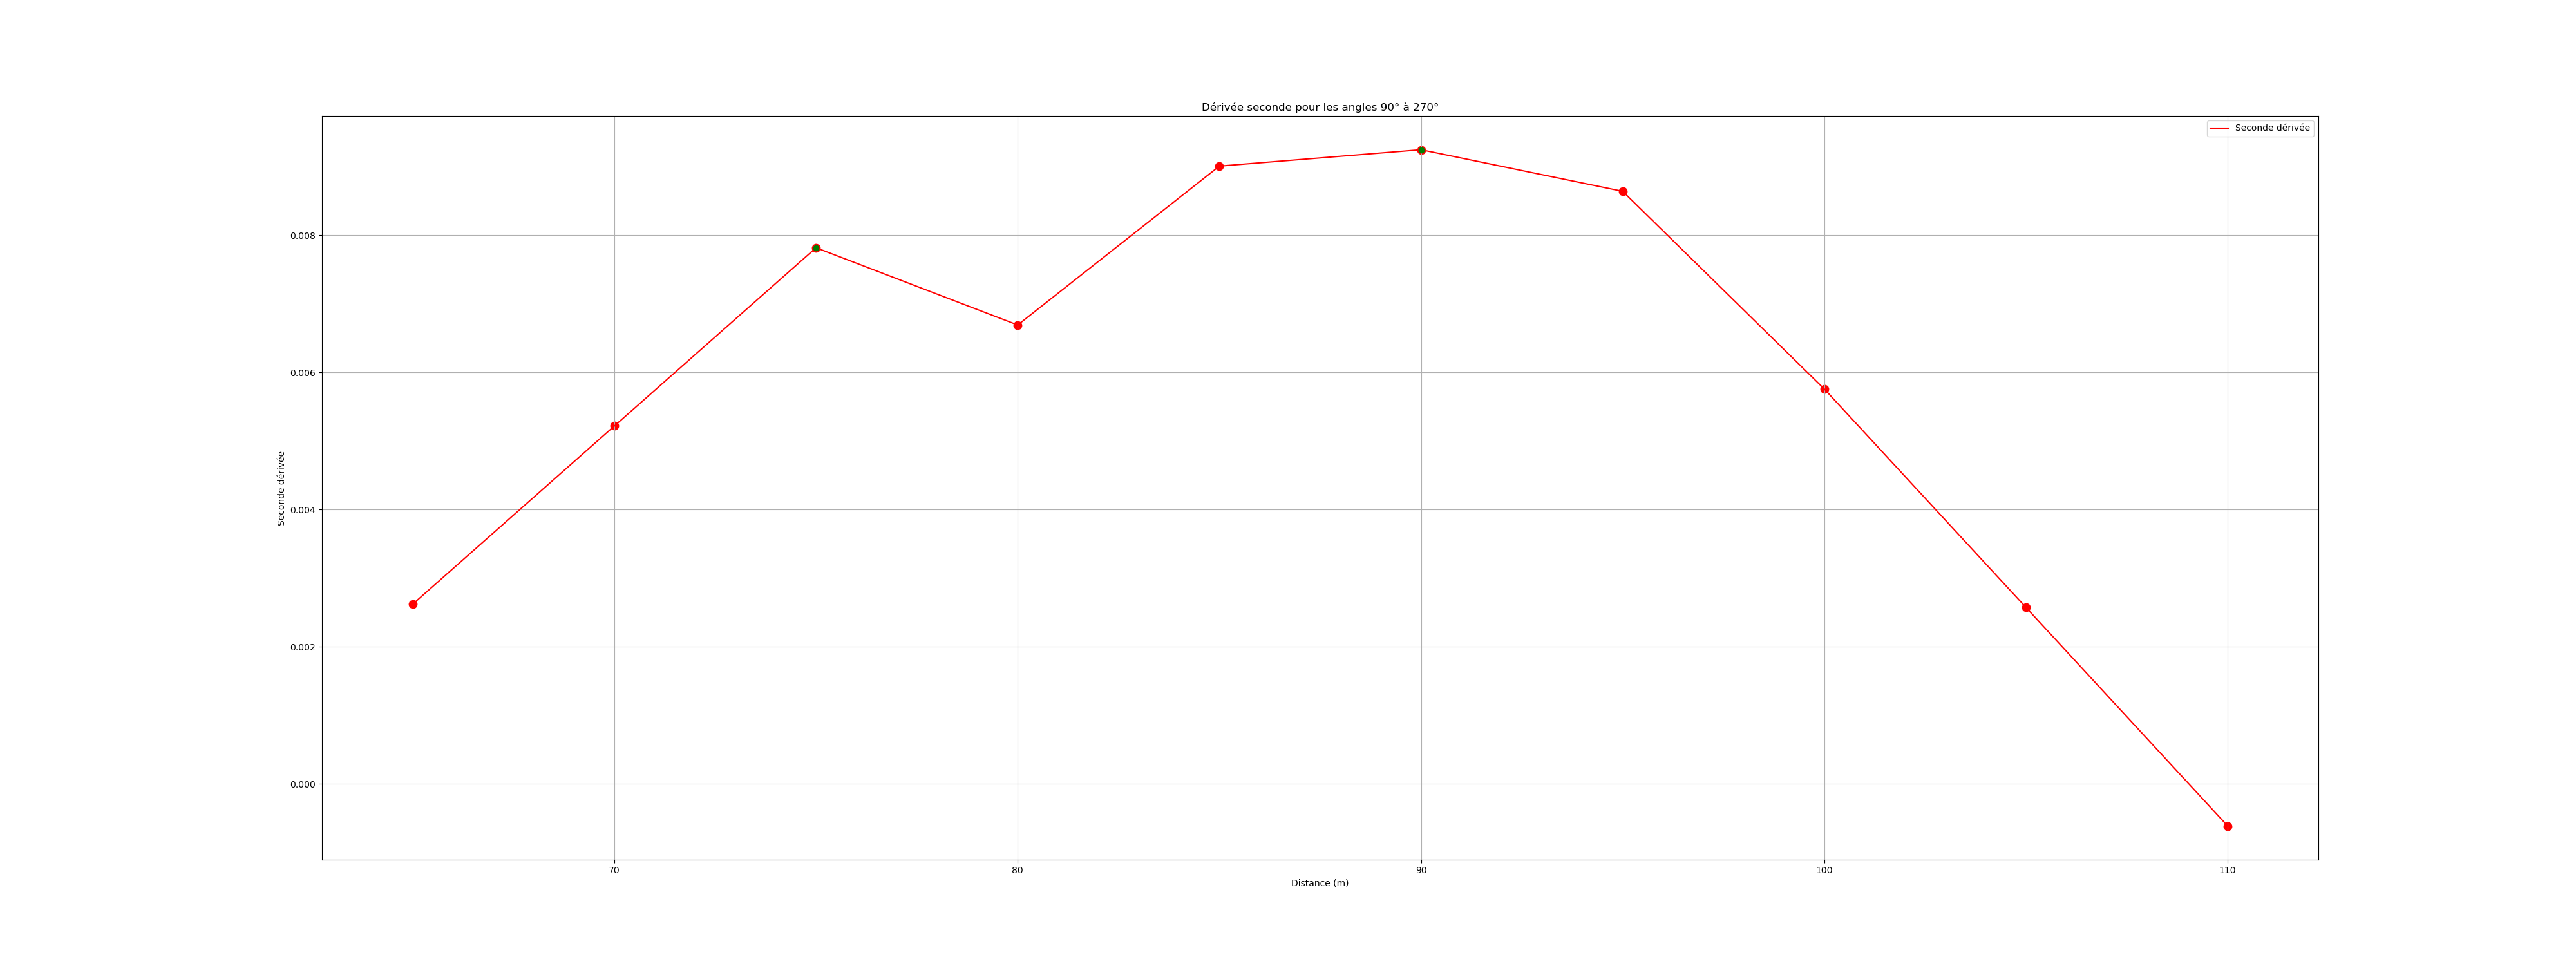 Dérivée seconde pour les angles 90° à 270°
Seconde dérivée
0.008
0.006
0.004
0.002
0.000
Seconde dérivée
70
80
90
100
110
Distance (m)